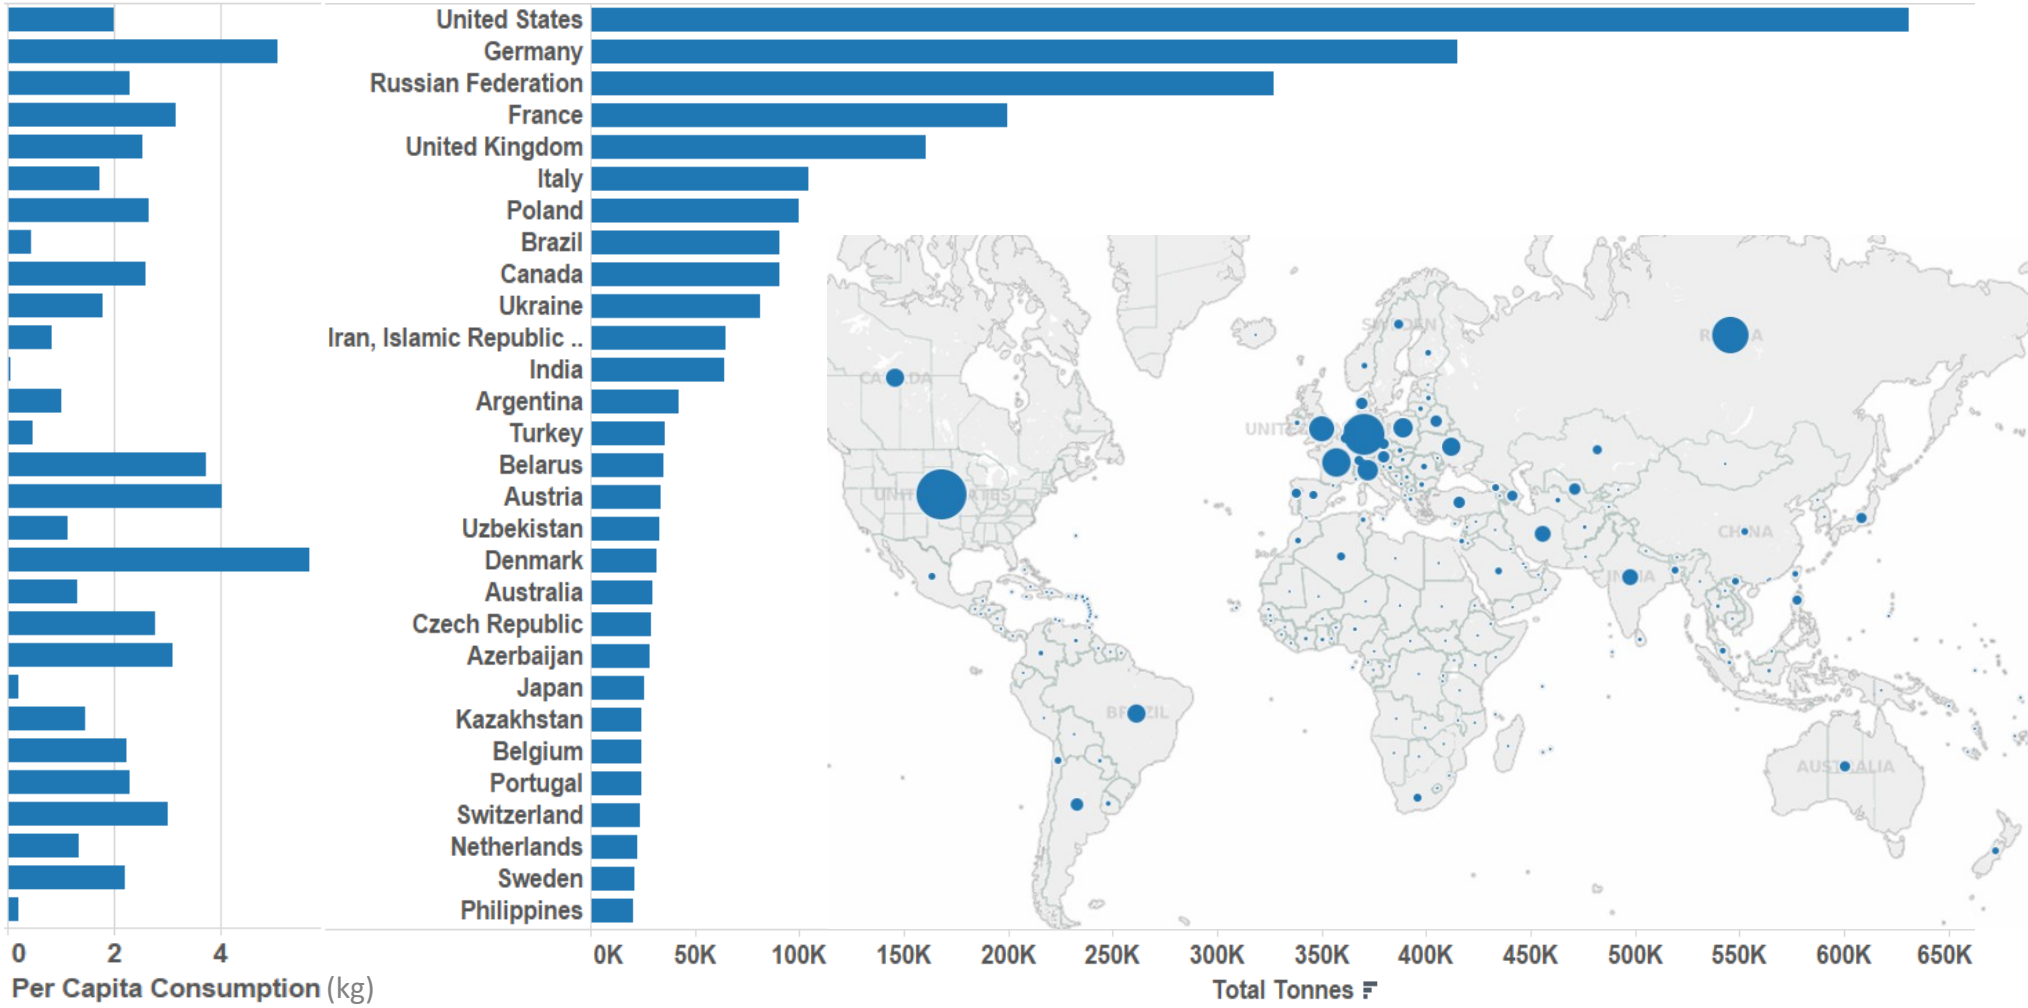 United States
Germany
Russian Federation
France
United Kingdom
Italy
Poland
Brazil
Canada
Ukraine
Iran, Islamic Republic ..
India
Argentina
Turkey
Belarus
Austria
Uzbekistan
Denmark
Australia
Czech Republic
Azerbaijan
Japan
Kazakhstan
Belgium
Portugal
Switzerland
Netherlands
Sweden
Philippines
0 2 4
Per Capita Consumption (kg)
0K 50K 100K 150K 200K 250K 300K 350K 400K 450K 500K 550K 600K 650K
Total Tonnes